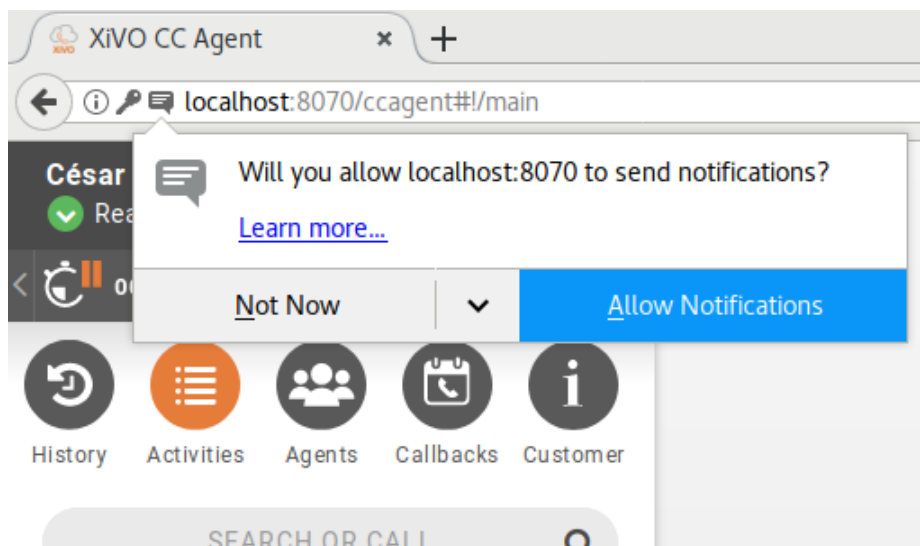 XiVO CC Agent
localhost:8070/ccagent#!/main
César
Will you allow localhost:8070 to send notifications?
Learn more...
Not Now
Allow Notifications
History
Activities
Agents
Callbacks
Customer
SEARCH OR CALL